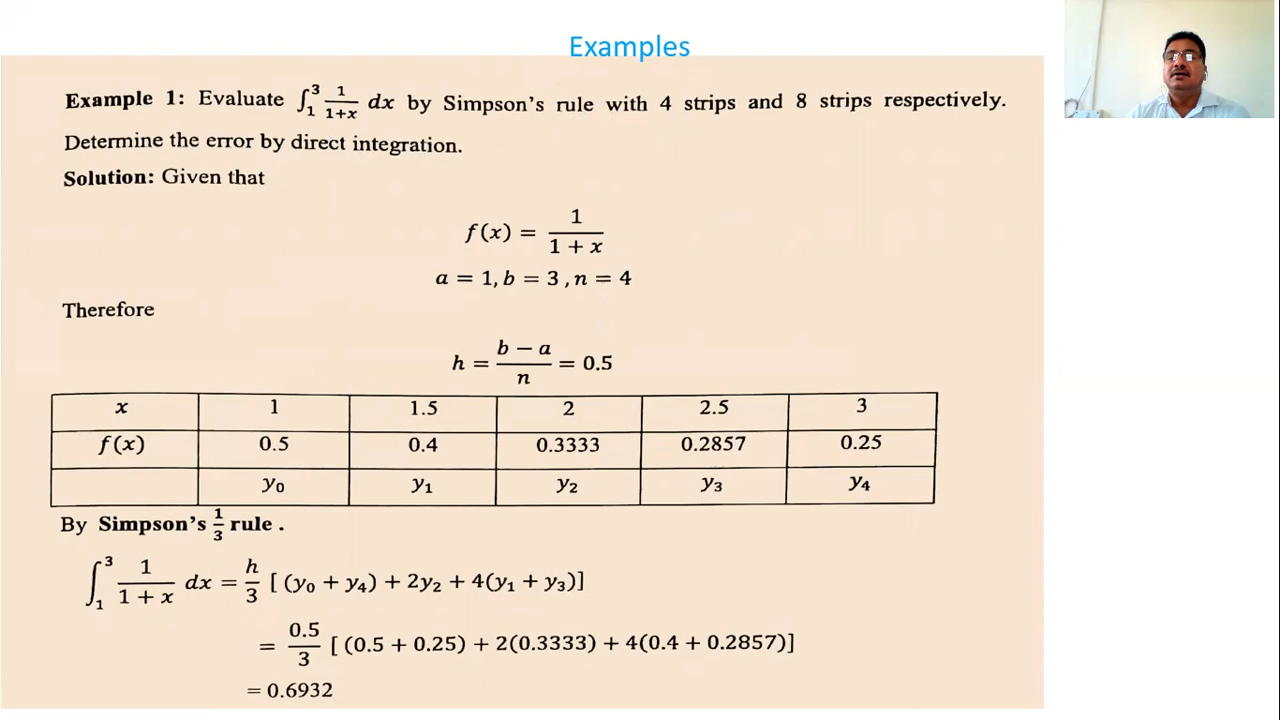 Examples
Example 1: Evaluate ∫₁³ 1/(1+x) dx by Simpson's rule with 4 strips and 8 strips respectively.
Determine the error by direct integration.
Solution: Given that
f(x) = 1/(1 + x)
a = 1, b = 3 , n = 4
Therefore
h = (b − a)/n = 0.5
x 1 1.5 2 2.5 3
f(x) 0.5 0.4 0.3333 0.2857 0.25
y₀ y₁ y₂ y₃ y₄
By Simpson's 1/3 rule .
∫₁³ 1/(1 + x) dx = h/3 [ (y₀ + y₄) + 2y₂ + 4(y₁ + y₃)]
= 0.5/3 [ (0.5 + 0.25) + 2(0.3333) + 4(0.4 + 0.2857)]
= 0.6932